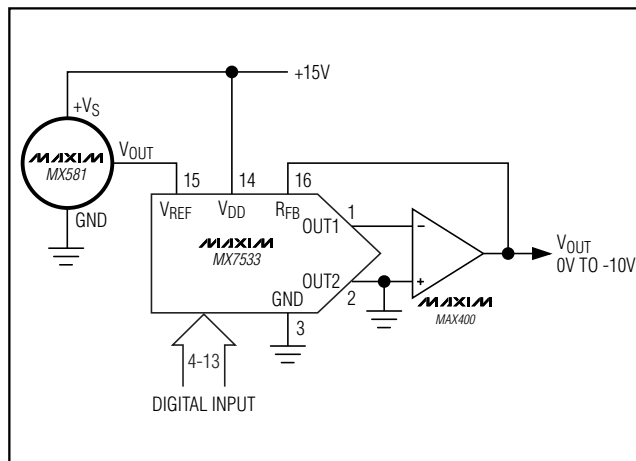 +15V
+VS
MAXIM
MX581
VOUT
GND
15
14
16
VREF
VDD
RFB
MAXIM
MX7533
OUT1
1
OUT2
2
GND
3
4-13
DIGITAL INPUT
−
+
MAXIM
MAX400
VOUT
0V TO -10V